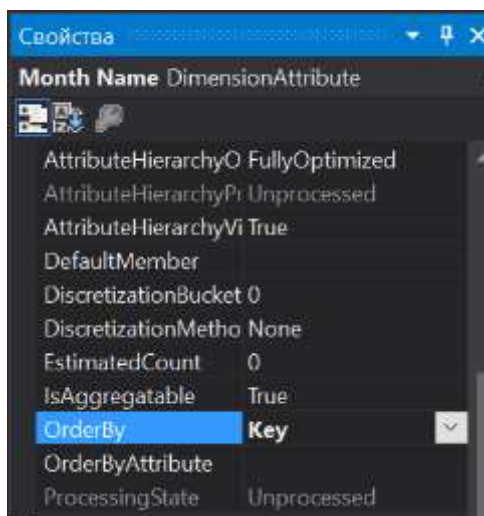 Свойства
Month Name DimensionAttribute
AttributeHierarchyO FullyOptimized
AttributeHierarchyPr Unprocessed
AttributeHierarchyVi True
DefaultMember
DiscretizationBucket 0
DiscretizationMetho None
EstimatedCount 0
IsAggregatable True
OrderBy Key
OrderByAttribute
ProcessingState Unprocessed